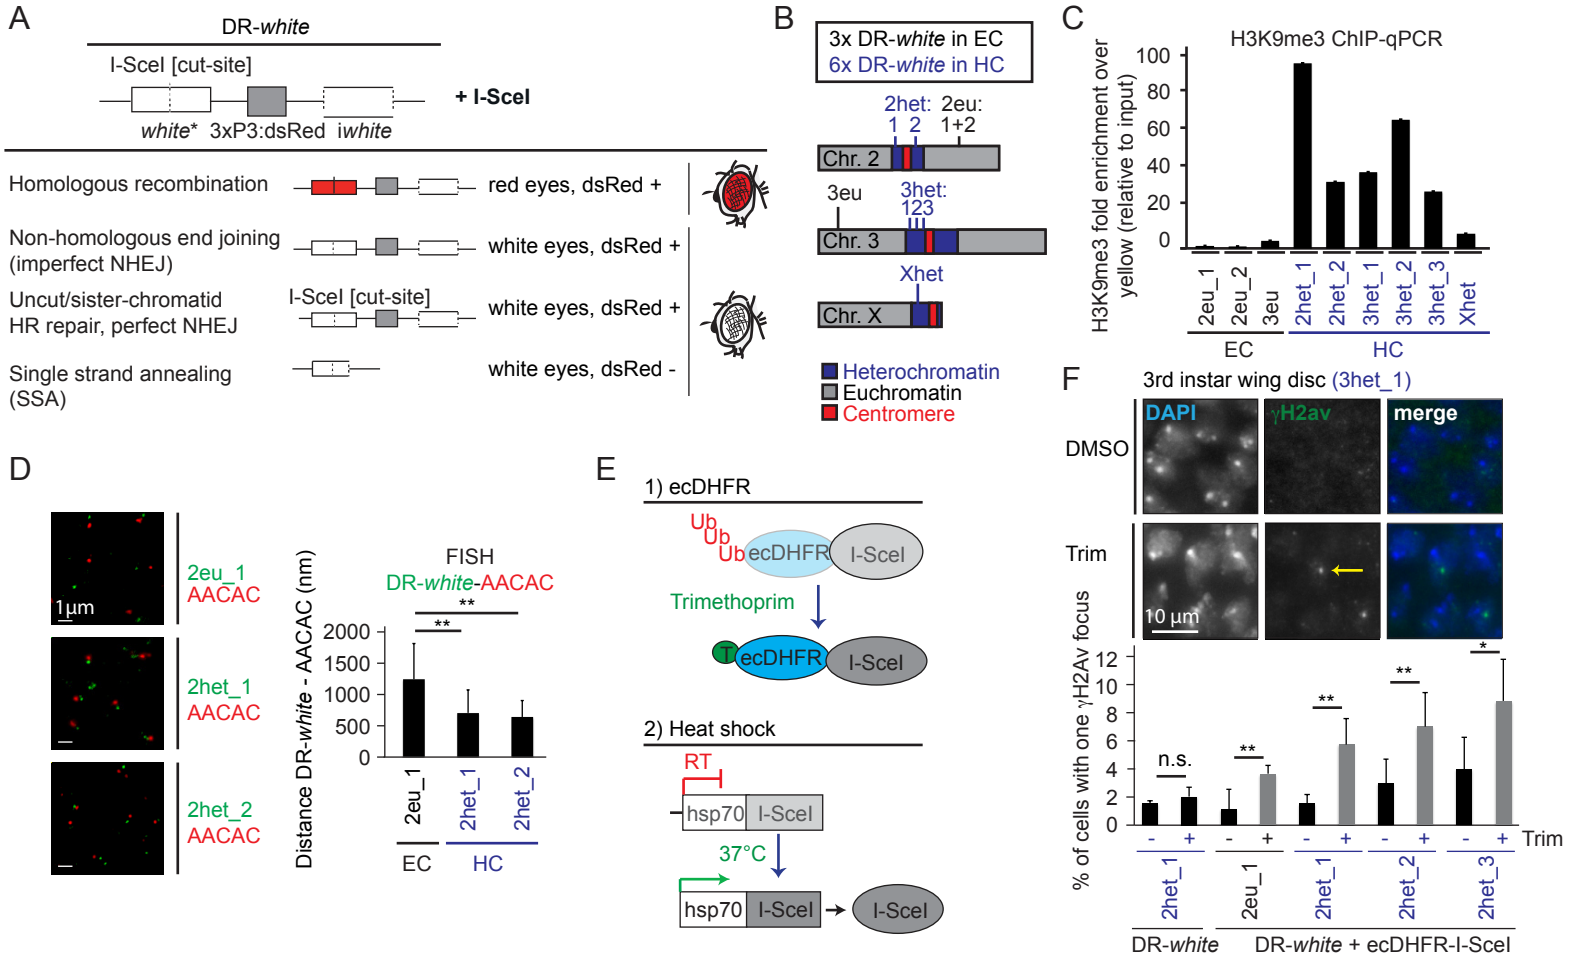 A
DR-white
I-SceI [cut-site]
+ I-SceI
white* 3xP3:dsRed iwhite
Homologous recombination
red eyes, dsRed +
Non-homologous end joining
(imperfect NHEJ)
white eyes, dsRed +
Uncut/sister-chromatid
HR repair, perfect NHEJ
I-SceI [cut-site]
white eyes, dsRed +
Single strand annealing
(SSA)
white eyes, dsRed -
B
3x DR-white in EC
6x DR-white in HC
2het: 2eu:
1 2 1+2
Chr. 2
3eu 3het:
123
Chr. 3
Xhet
Chr. X
Heterochromatin
Euchromatin
Centromere
C
H3K9me3 ChIP-qPCR
H3K9me3 fold enrichment over
yellow (relative to input)
100
80
60
40
20
0
2eu_1
2eu_2
3eu
2het_1
2het_2
3het_1
3het_2
3het_3
Xhet
EC
HC
D
1µm
2eu_1
AACAC
2het_1
AACAC
2het_2
AACAC
FISH
DR-white-AACAC
Distance DR-white - AACAC (nm)
2000
1500
1000
500
0
**
**
2eu_1
2het_1
2het_2
EC
HC
E
1) ecDHFR
Ub
Ub
Ub
ecDHFR
I-SceI
Trimethoprim
T
ecDHFR
I-SceI
2) Heat shock
RT
hsp70
I-SceI
37°C
hsp70
I-SceI
I-SceI
F
3rd instar wing disc (3het_1)
DAPI
γH2av
merge
DMSO
Trim
10 µm
% of cells with one γH2Av focus
12
10
8
6
4
2
0
n.s.
**
**
**
*
- + - + - + - + - + Trim
2het_1
2eu_1
2het_1
2het_2
2het_3
DR-white
DR-white + ecDHFR-I-SceI